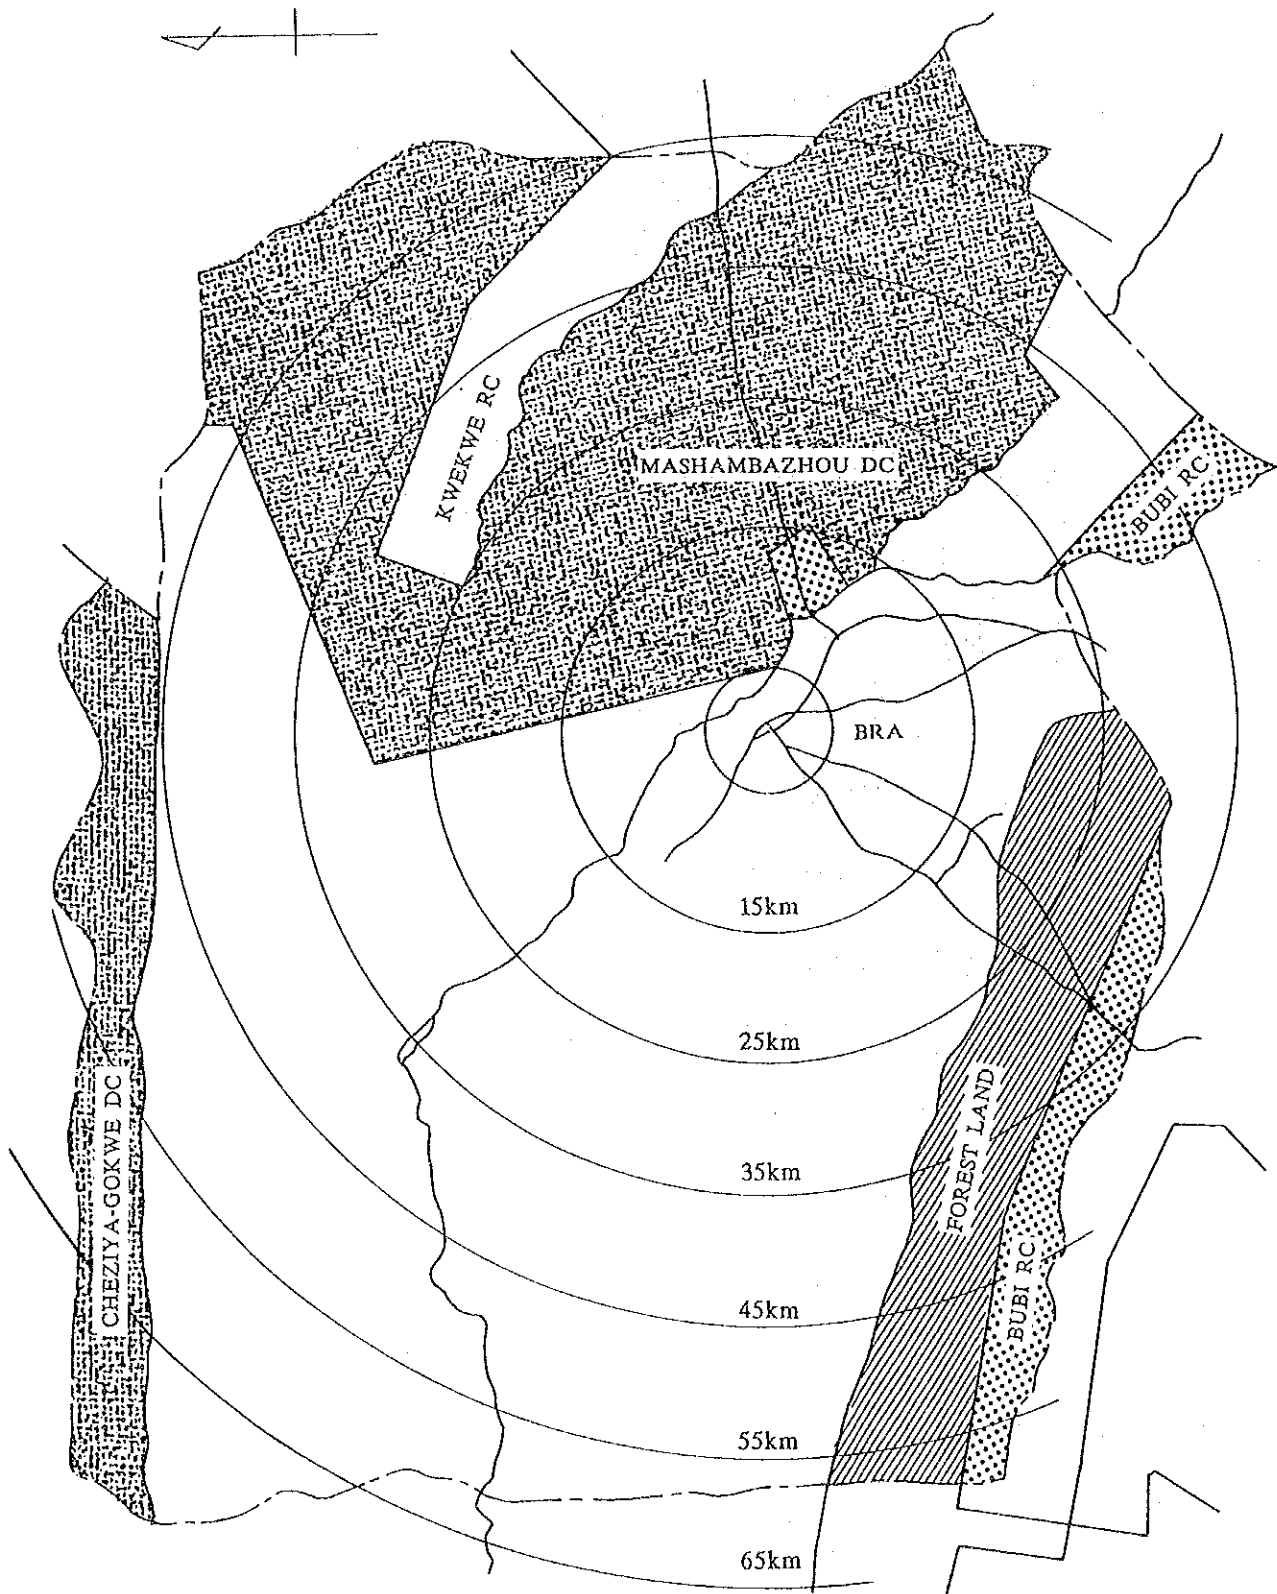 KWEKWE RC
MASHAMBAZHOU DC
BUBI RC
BRA
15km
25km
CHEZIYA-GOKWE DC
FOREST LAND
35km
BUBI RC
45km
55km
65km